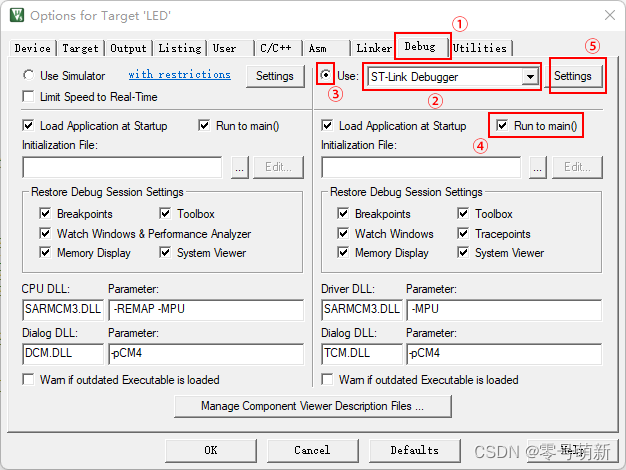 Options for Target 'LED'
①
Device Target Output Listing User C/C++ Asm Linker Debug Utilities
⑤
Use Simulator with restrictions Settings
Use: ST-Link Debugger Settings
③
②
Limit Speed to Real-Time
Load Application at Startup Run to main()
Load Application at Startup Run to main()
④
Initialization File:
Initialization File:
... Edit...
... Edit...
Restore Debug Session Settings
Breakpoints Toolbox
Watch Windows & Performance Analyzer
Memory Display System Viewer
Restore Debug Session Settings
Breakpoints Toolbox
Watch Windows Tracepoints
Memory Display System Viewer
CPU DLL: Parameter:
SARMCM3.DLL -REMAP -MPU
Driver DLL: Parameter:
SARMCM3.DLL -MPU
Dialog DLL: Parameter:
DCM.DLL -pCM4
Dialog DLL: Parameter:
TCM.DLL -pCM4
Warn if outdated Executable is loaded
Warn if outdated Executable is loaded
Manage Component Viewer Description Files ...
OK Cancel Defaults Help
CSDN @零号萌新